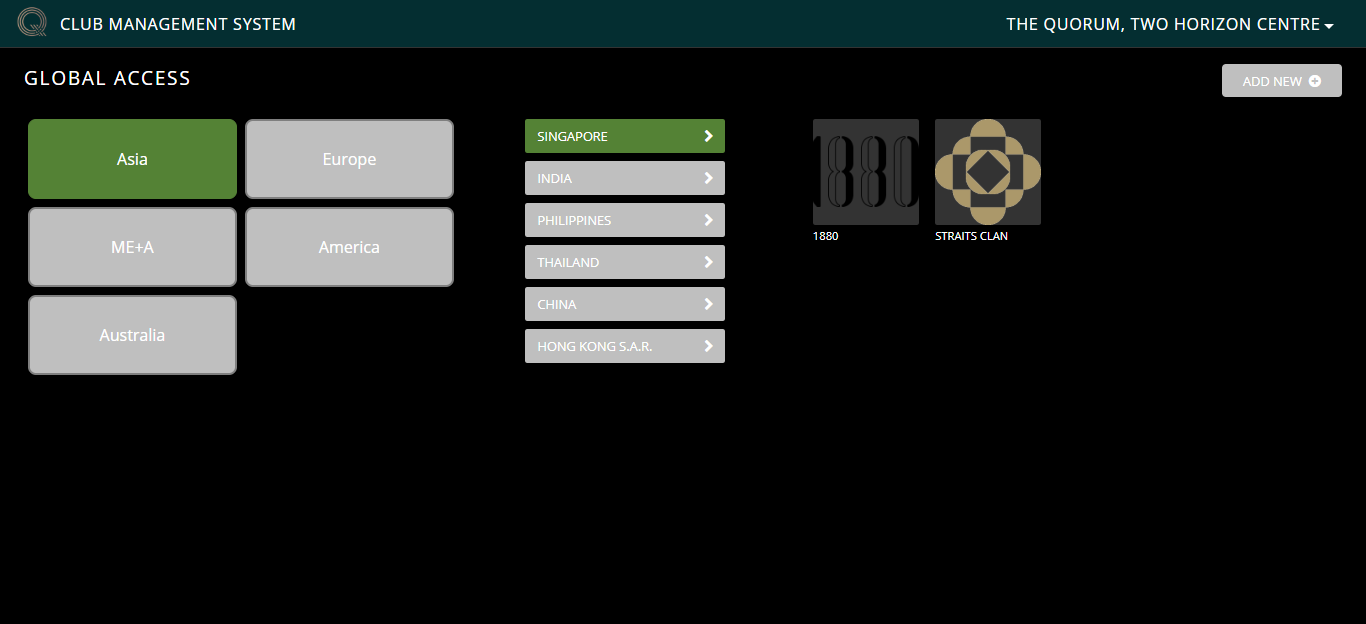 CLUB MANAGEMENT SYSTEM
THE QUORUM, TWO HORIZON CENTRE
GLOBAL ACCESS
ADD NEW
Asia
Europe
ME+A
America
Australia
SINGAPORE
INDIA
PHILIPPINES
THAILAND
CHINA
HONG KONG S.A.R.
1880
1880
STRAITS CLAN